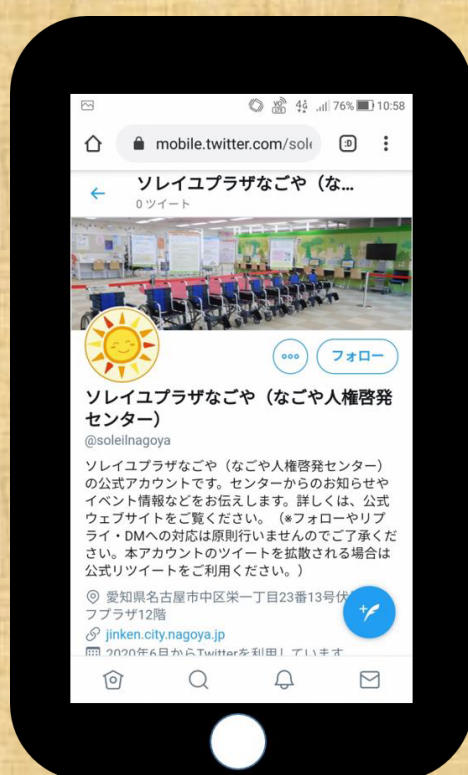 4G 76% 10:58
mobile.twitter.com/sole :D
ソレイユプラザなごや（な...
0 ツイート
フォロー
ソレイユプラザなごや（なごや人権啓発
センター）
@soleilnagoya
ソレイユプラザなごや（なごや人権啓発センター）
の公式アカウントです。センターからのお知らせや
イベント情報などをお伝えします。詳しくは、公式
ウェブサイトをご覧ください。（※フォローやリプ
ライ・DMへの対応は原則行いませんのでご了承くだ
さい。本アカウントのツイートを拡散される場合は
公式リツイートをご利用ください。）
愛知県名古屋市中区栄一丁目23番13号伏
フプラザ12階
jinken.city.nagoya.jp
2020年6月からTwitterを利用しています